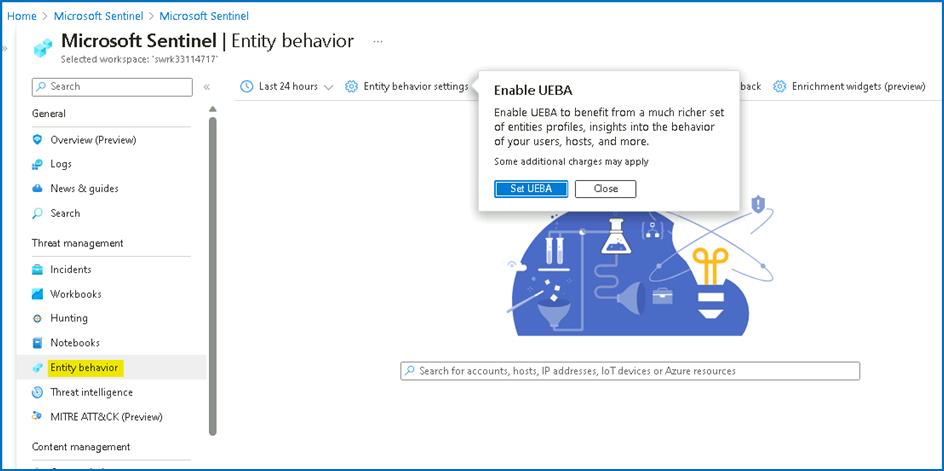 Home > Microsoft Sentinel > Microsoft Sentinel
Microsoft Sentinel | Entity behavior ...
Selected workspace: 'swrk33114717'
Search
«
Last 24 hours
Entity behavior settings
back
Enrichment widgets (preview)
Enable UEBA
Enable UEBA to benefit from a much richer set
of entities profiles, insights into the behavior
of your users, hosts, and more.
Some additional charges may apply
Set UEBA
Close
General
Overview (Preview)
Logs
News & guides
Search
Threat management
Incidents
Workbooks
Hunting
Notebooks
Entity behavior
Threat intelligence
MITRE ATT&CK (Preview)
Content management
Search for accounts, hosts, IP addresses, IoT devices or Azure resources